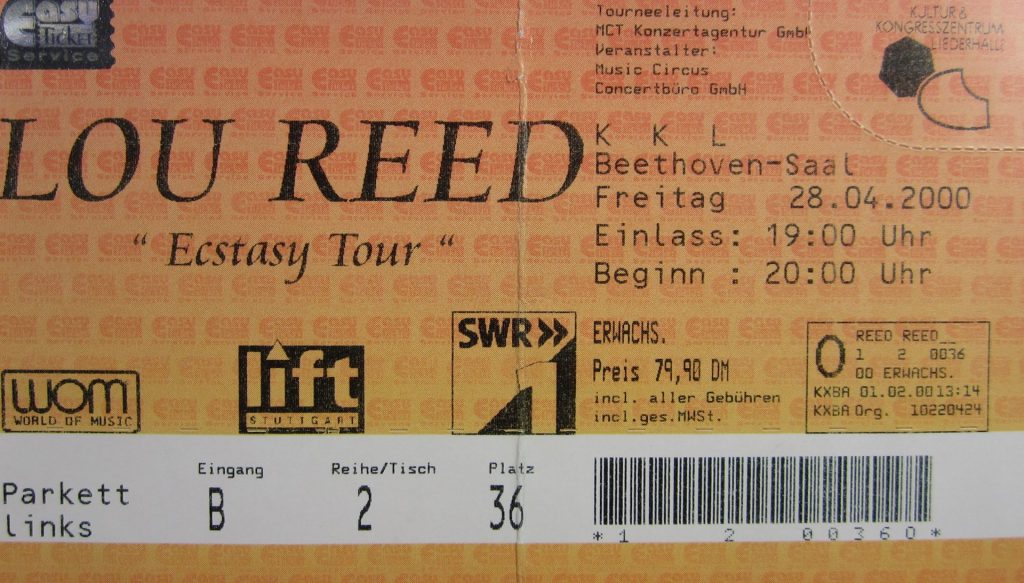 Easy
Ticket
Service
Tourneeleitung:
MCT Konzertagentur GmbH
Veranstalter:
Music Circus
Concertbüro GmbH
KULTUR &
KONGRESSZENTRUM
LIEDERHALLE
LOU REED
" Ecstasy Tour "
K K L
Beethoven-Saal
Freitag 28.04.2000
Einlass: 19:00 Uhr
Beginn : 20:00 Uhr
wom
WORLD OF MUSIC
lift
STUTTGART
SWR»
1
ERWACHS.
Preis 79,90 DM
incl. aller Gebühren
incl.ges.MWSt.
O
REED REED__
1 2 0036
00 ERWACHS.
KXBA 01.02.00 13:14
KXBA Org. 10220424
Parkett
links
Eingang
B
Reihe/Tisch
2
Platz
36
*1 2 00360*